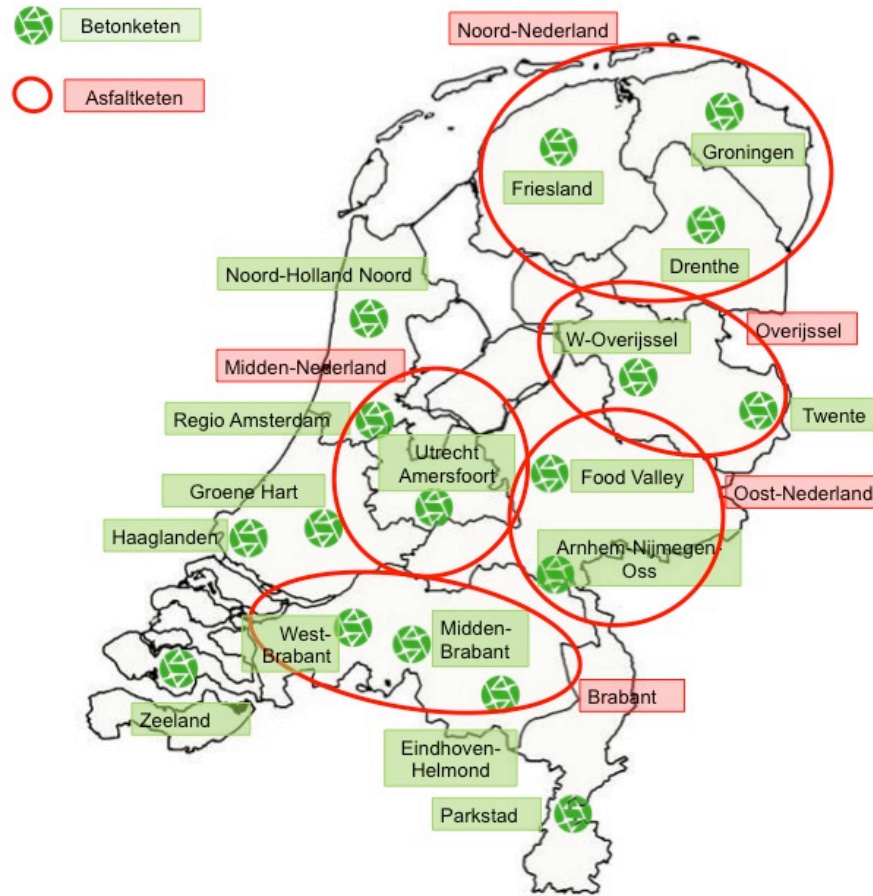 Betonketen
Asfaltketen
Noord-Nederland
Groningen
Friesland
Drenthe
Noord-Holland Noord
Overijssel
W-Overijssel
Midden-Nederland
Regio Amsterdam
Twente
Utrecht
Amersfoort
Food Valley
Groene Hart
Oost-Nederland
Haaglanden
Arnhem-Nijmegen-
Oss
West-
Brabant
Midden-
Brabant
Brabant
Zeeland
Eindhoven-
Helmond
Parkstad